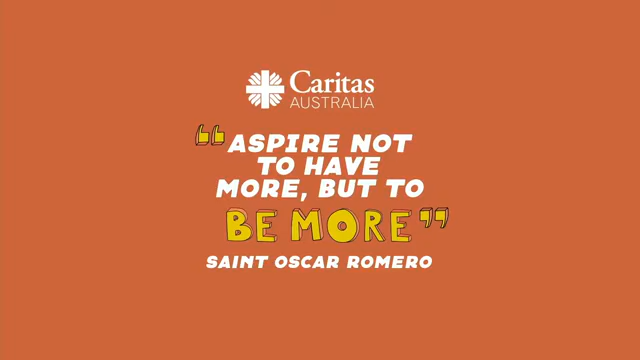 Caritas
AUSTRALIA
“ASPIRE NOT
TO HAVE
MORE, BUT TO
BE MORE”
SAINT OSCAR ROMERO